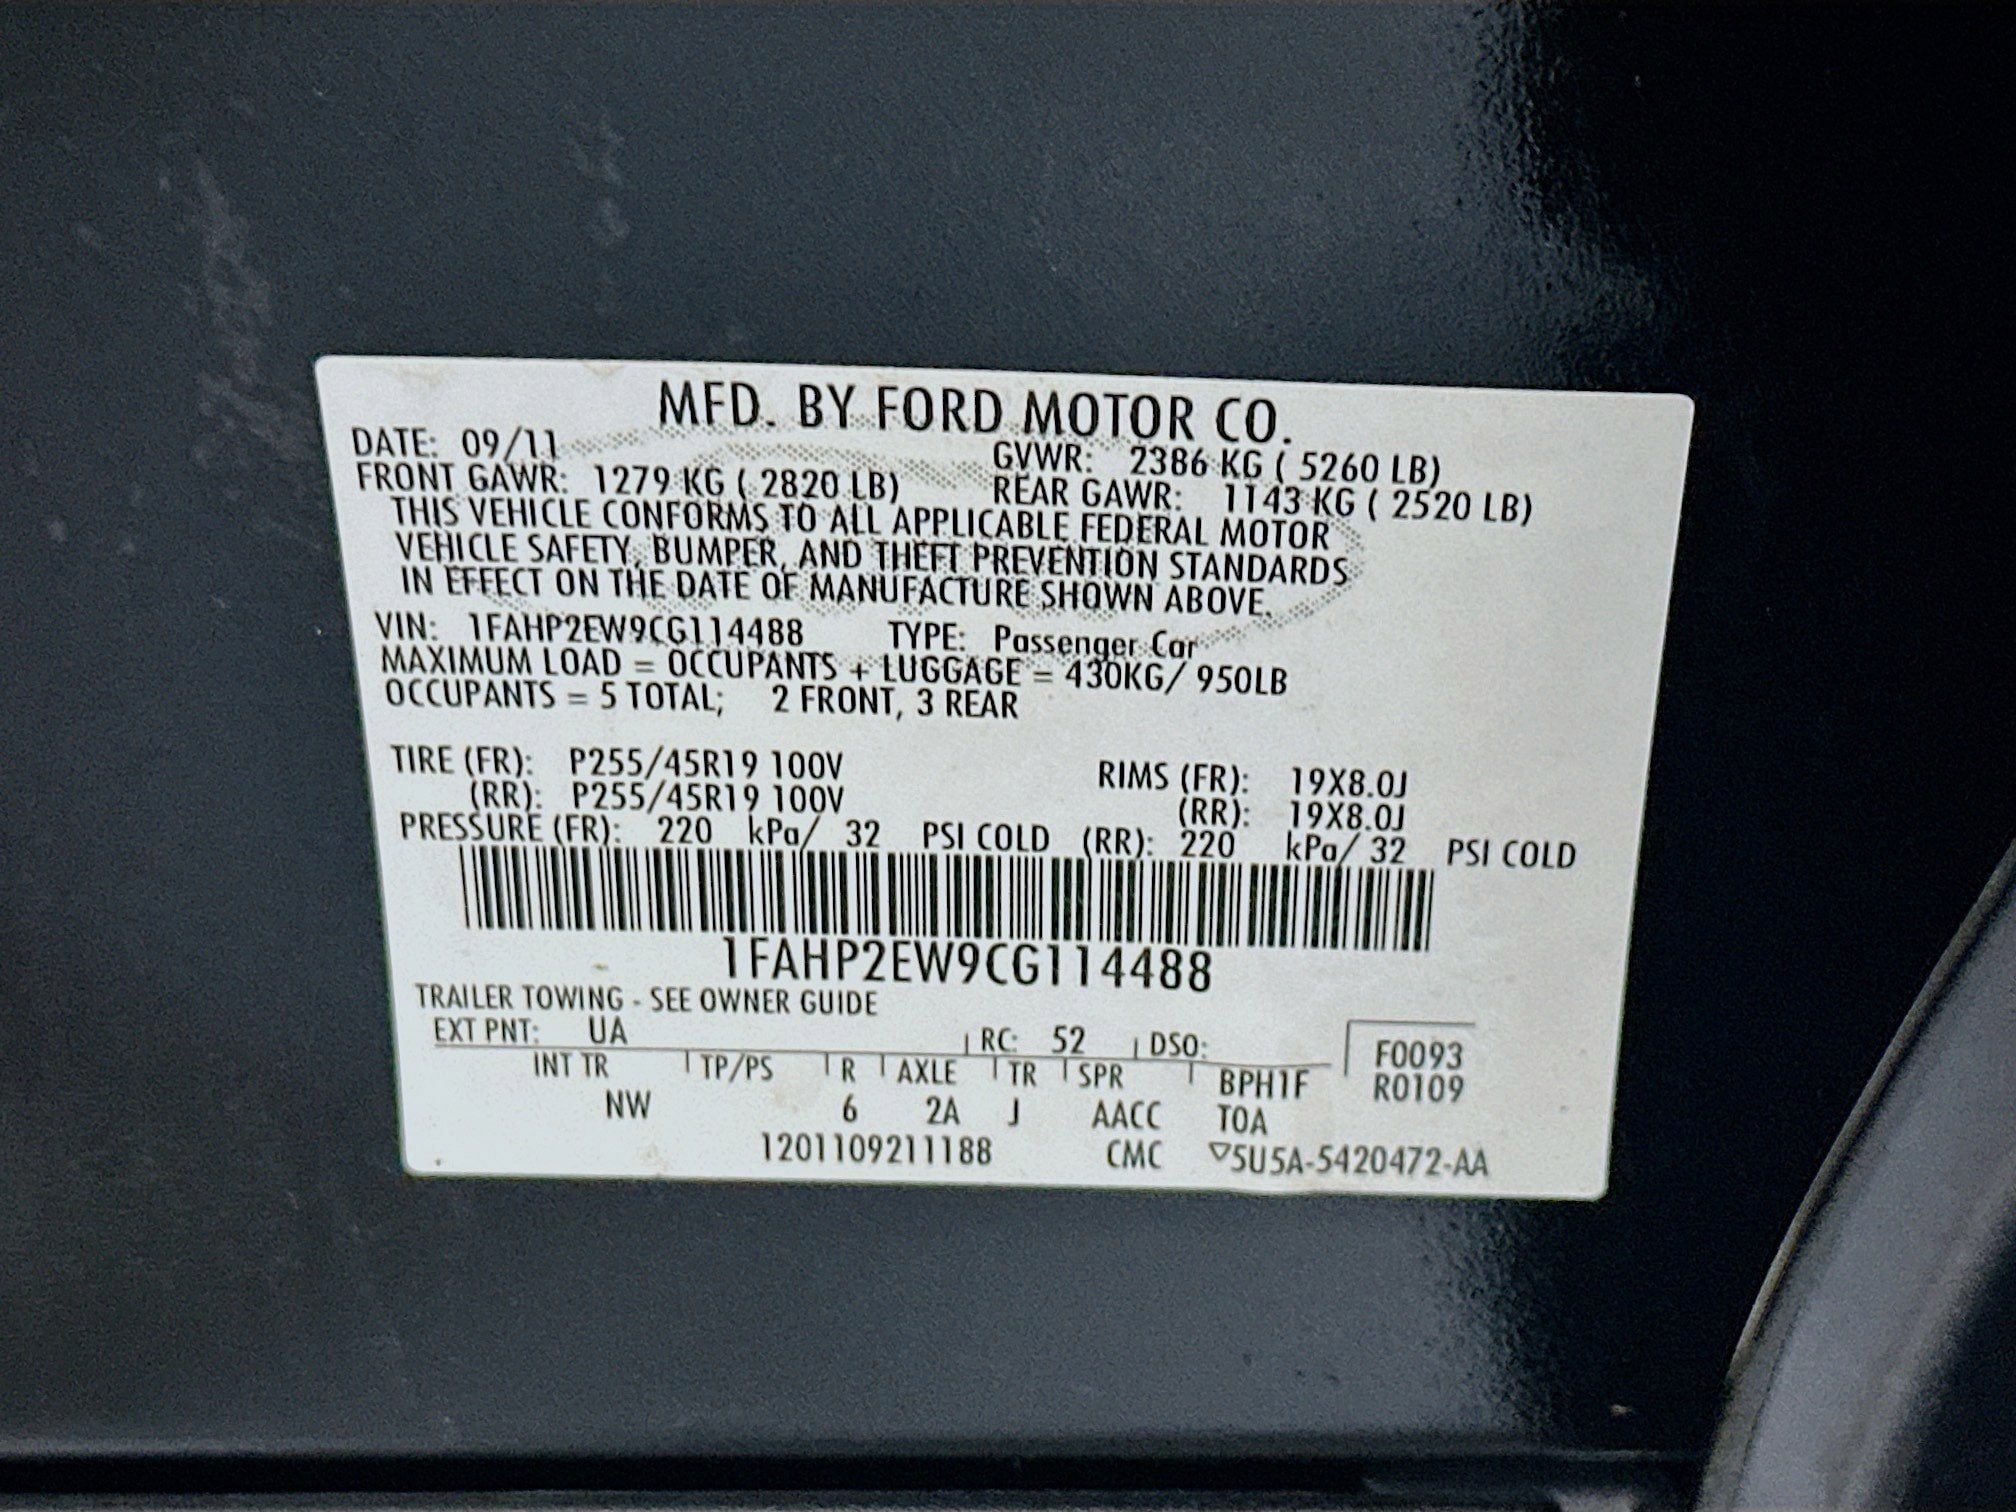 MFD. BY FORD MOTOR CO.
DATE: 09/11 GVWR: 2386 KG ( 5260 LB)
FRONT GAWR: 1279 KG ( 2820 LB) REAR GAWR: 1143 KG ( 2520 LB)
THIS VEHICLE CONFORMS TO ALL APPLICABLE FEDERAL MOTOR
VEHICLE SAFETY, BUMPER, AND THEFT PREVENTION STANDARDS
IN EFFECT ON THE DATE OF MANUFACTURE SHOWN ABOVE.
VIN: 1FAHP2EW9CG114488 TYPE: Passenger Car
MAXIMUM LOAD = OCCUPANTS + LUGGAGE = 430KG/ 950LB
OCCUPANTS = 5 TOTAL; 2 FRONT, 3 REAR
TIRE (FR): P255/45R19 100V RIMS (FR): 19X8.0J
(RR): P255/45R19 100V (RR): 19X8.0J
PRESSURE (FR): 220 kPa/ 32 PSI COLD (RR): 220 kPa/ 32 PSI COLD
1FAHP2EW9CG114488
TRAILER TOWING - SEE OWNER GUIDE
EXT PNT: UA RC: 52 DSO: F0093
INT TR TP/PS R AXLE TR SPR BPH1F R0109
NW 6 2A J AACC TOA
1201109211188 CMC ▽5U5A-5420472-AA